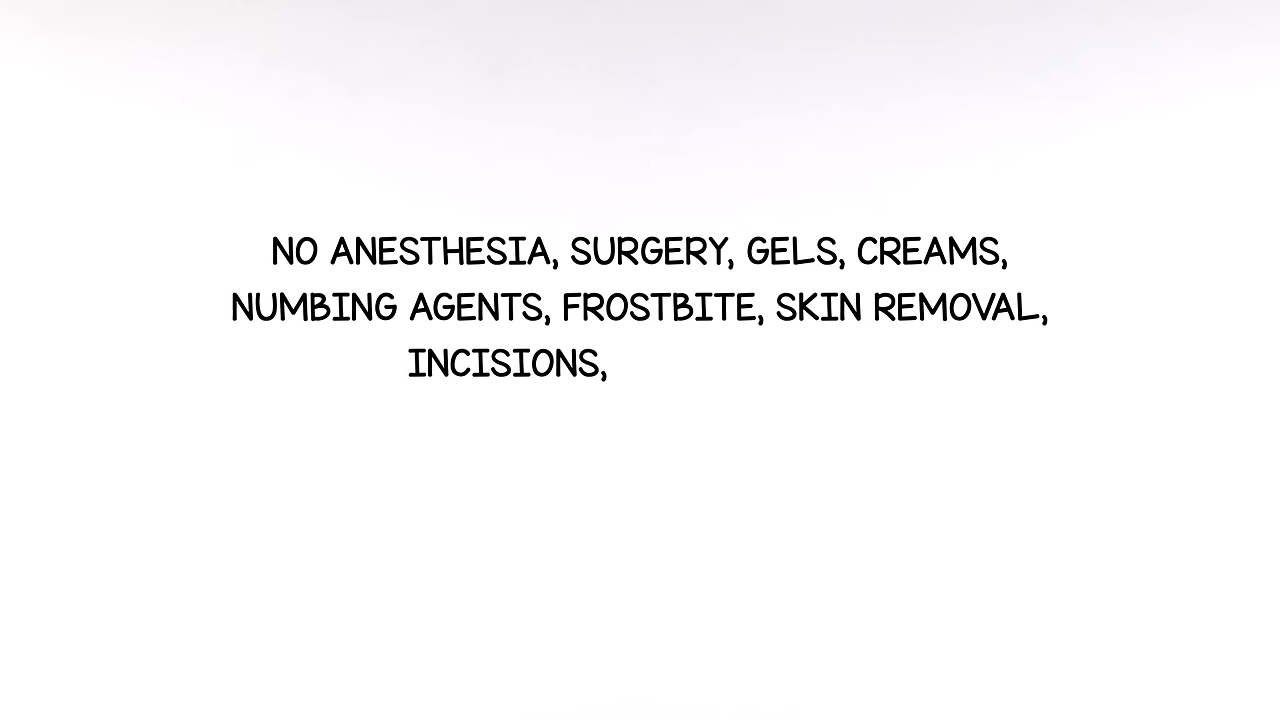 NO ANESTHESIA, SURGERY, GELS, CREAMS,
NUMBING AGENTS, FROSTBITE, SKIN REMOVAL,
INCISIONS,